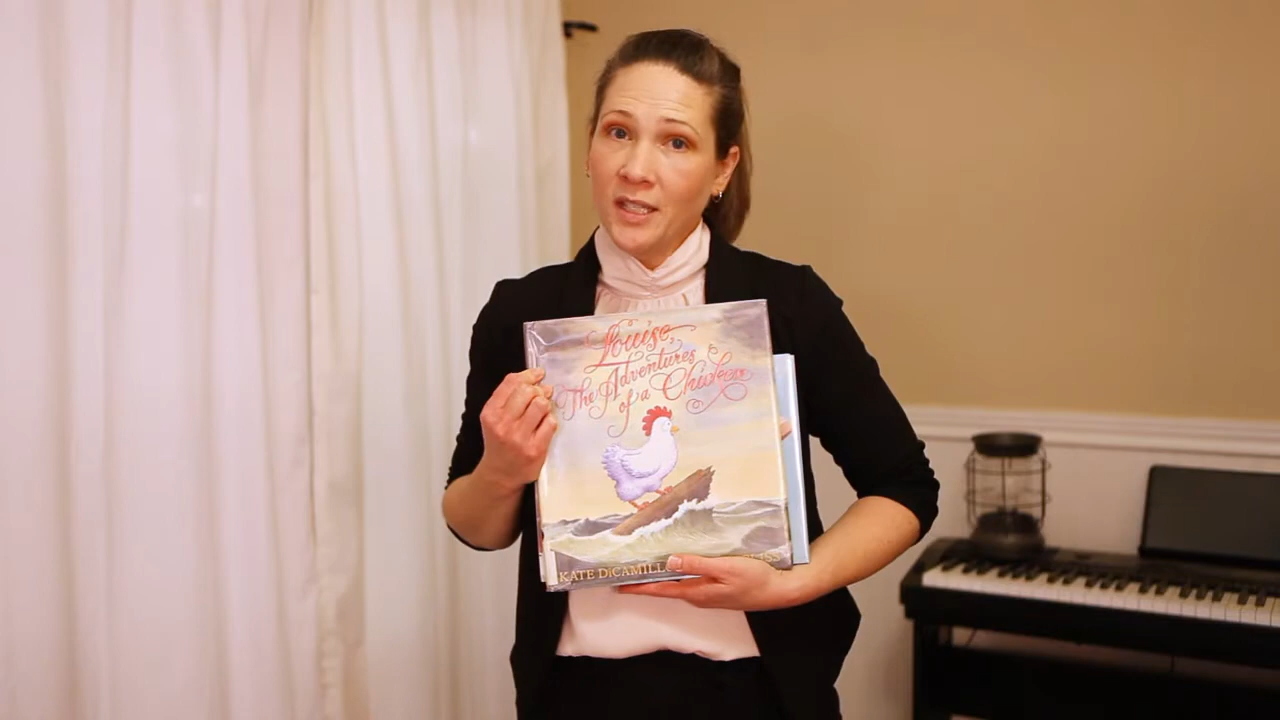 Louise,
The Adventures
of a Chicken
KATE DiCAMILL